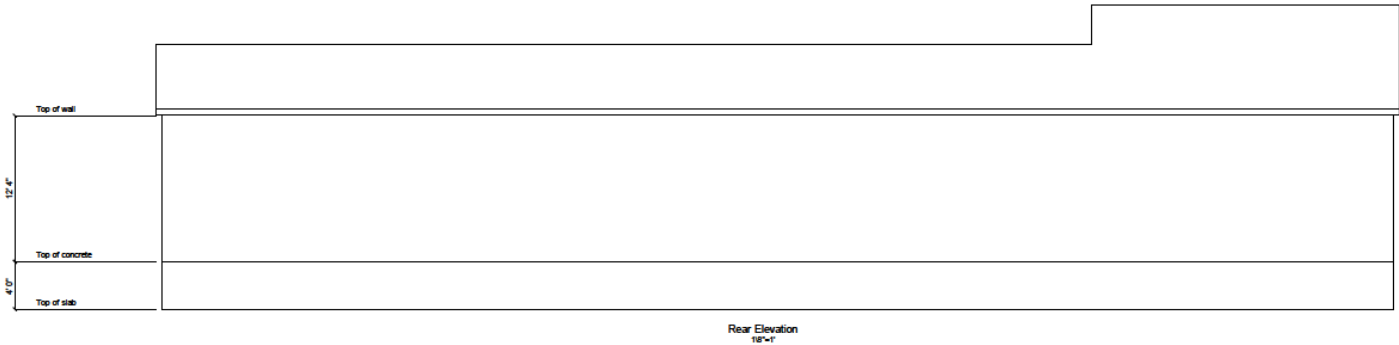 Top of wall
12' 4"
Top of concrete
4' 0"
Top of slab
Rear Elevation
1\8"=1'